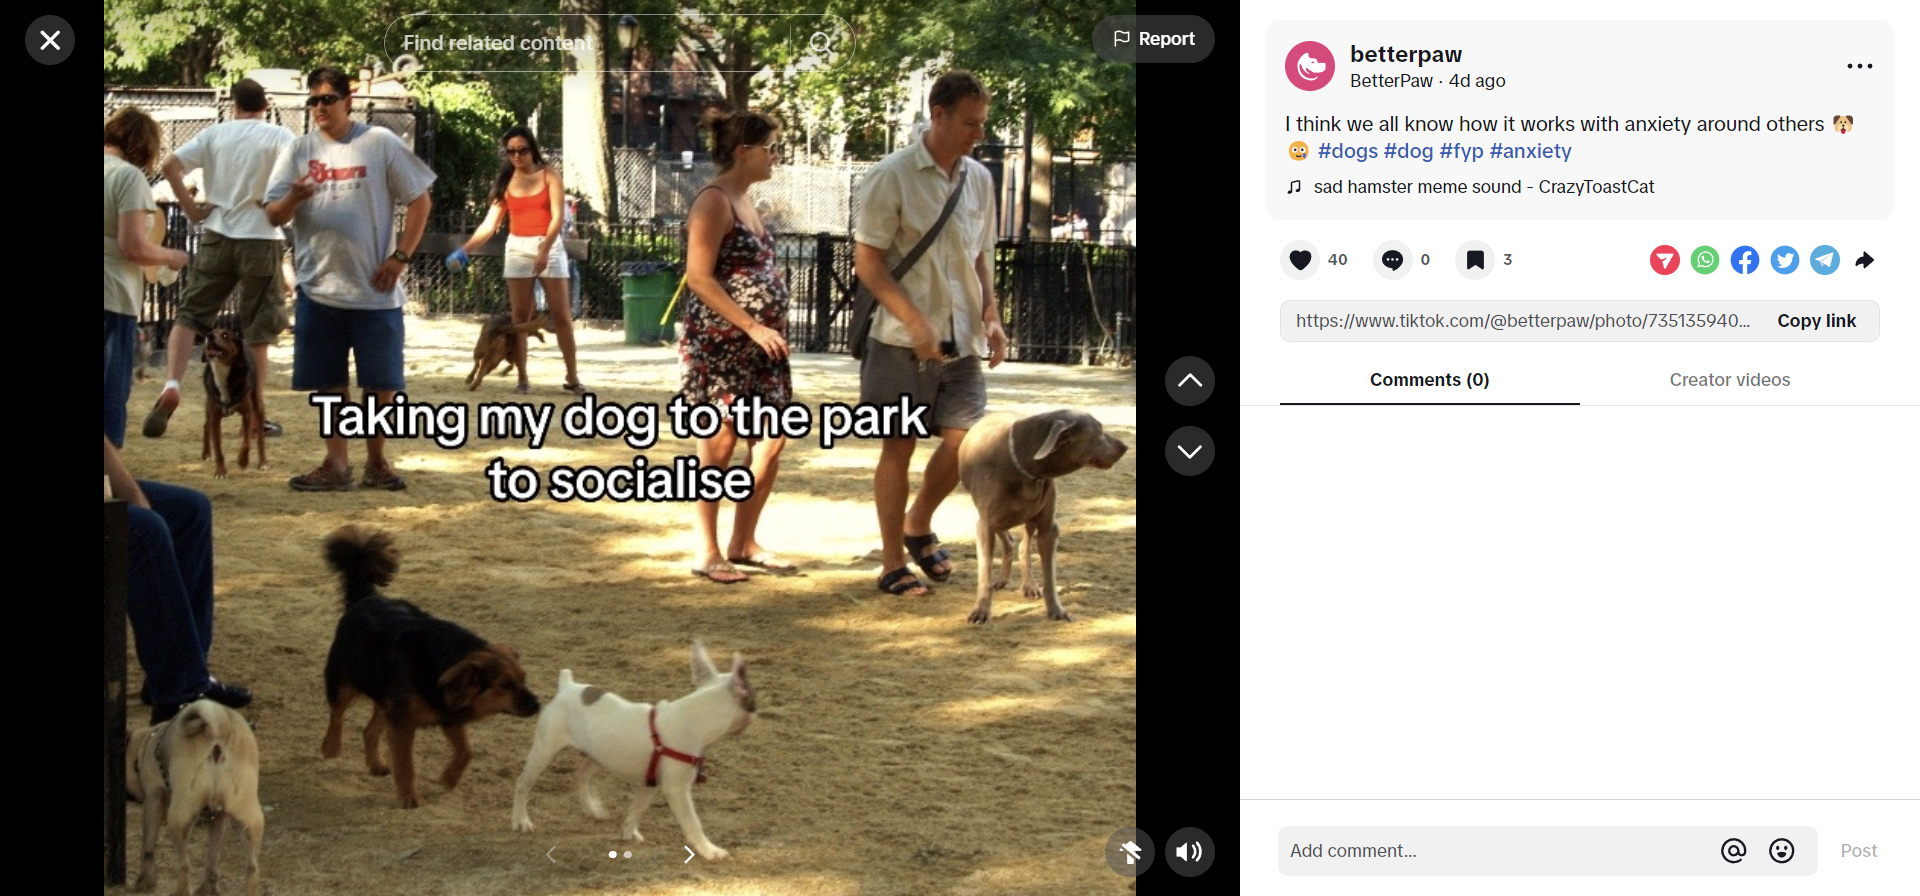 Find related content
Report
Taking my dog to the park
to socialise
betterpaw
BetterPaw · 4d ago
I think we all know how it works with anxiety around others 🐶
🥲 #dogs #dog #fyp #anxiety
sad hamster meme sound - CrazyToastCat
40
0
3
https://www.tiktok.com/@betterpaw/photo/735135940...
Copy link
Comments (0)
Creator videos
Add comment...
Post